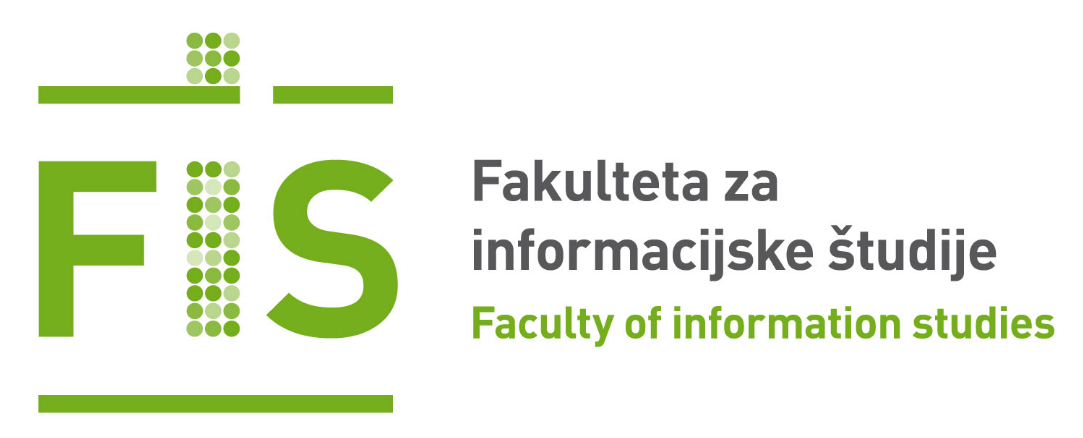 FIS
Fakulteta za
informacijske študije
Faculty of information studies